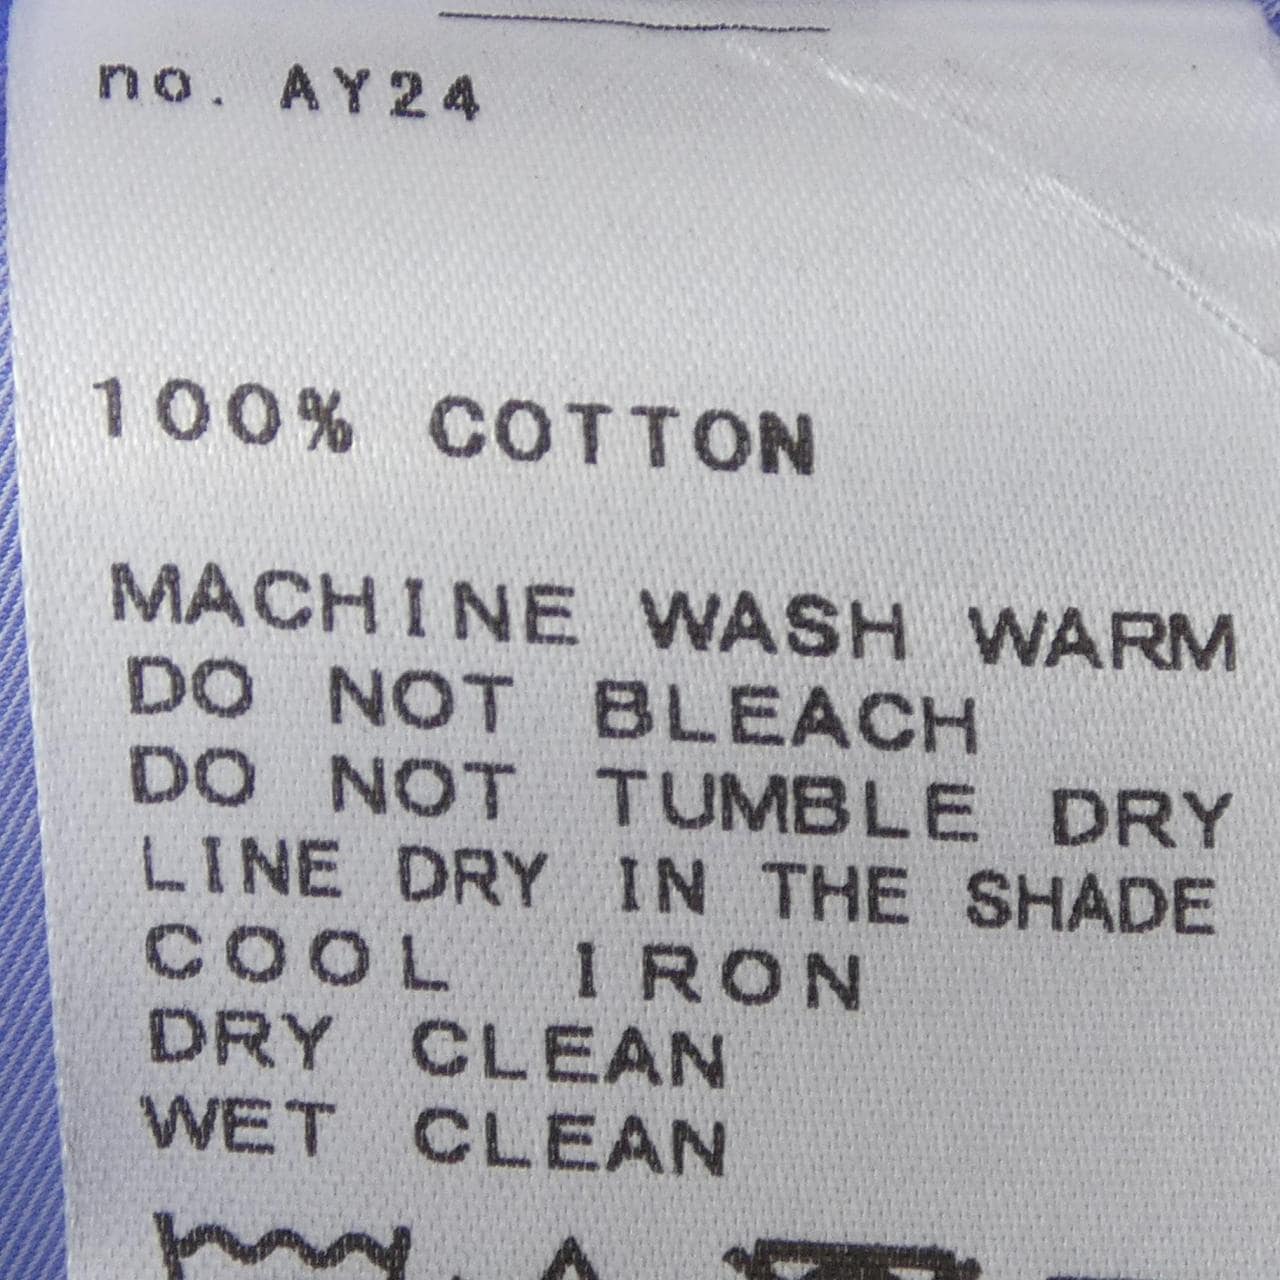 no. AY24
100% COTTON
MACHINE WASH WARM
DO NOT BLEACH
DO NOT TUMBLE DRY
LINE DRY IN THE SHADE
COOL IRON
DRY CLEAN
WET CLEAN